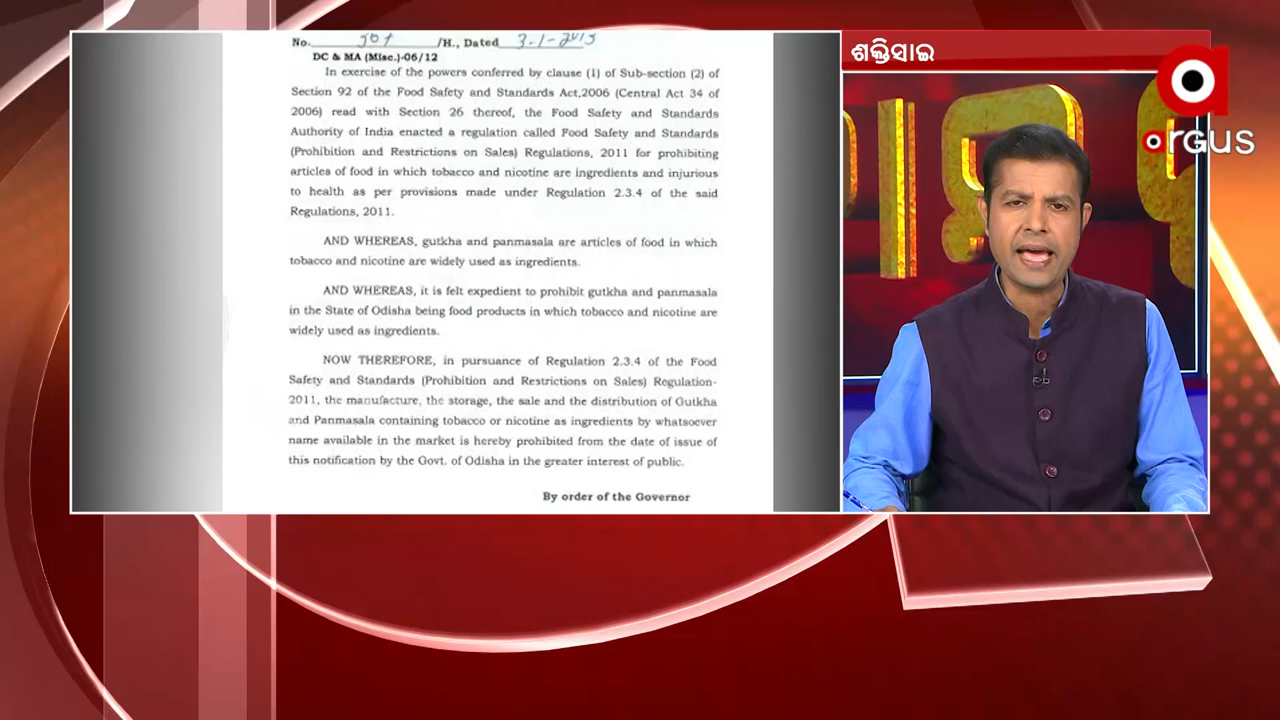 No. /H., Dated 3-1-2013
DC & MA (Misc.)-06/12
In exercise of the powers conferred by clause (1) of Sub-section (2) of
Section 92 of the Food Safety and Standards Act,2006 (Central Act 34 of
2006) read with Section 26 thereof, the Food Safety and Standards
Authority of India enacted a regulation called Food Safety and Standards
(Prohibition and Restrictions on Sales) Regulations, 2011 for prohibiting
articles of food in which tobacco and nicotine are ingredients and injurious
to health as per provisions made under Regulation 2.3.4 of the said
Regulations, 2011.
AND WHEREAS, gutkha and panmasala are articles of food in which
tobacco and nicotine are widely used as ingredients.
AND WHEREAS, it is felt expedient to prohibit gutkha and panmasala
in the State of Odisha being food products in which tobacco and nicotine are
widely used as ingredients.
NOW THEREFORE, in pursuance of Regulation 2.3.4 of the Food
Safety and Standards (Prohibition and Restrictions on Sales) Regulation-
2011, the manufacture, the storage, the sale and the distribution of Gutkha
and Panmasala containing tobacco or nicotine as ingredients by whatsoever
name available in the market is hereby prohibited from the date of issue of
this notification by the Govt. of Odisha in the greater interest of public.
By order of the Governor
ଶକ୍ତିସାଇ
a
argus